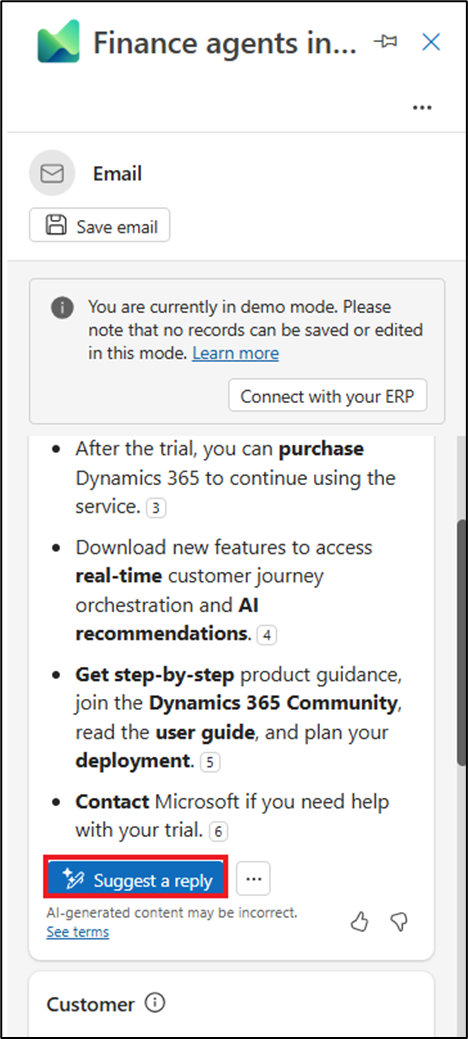 Finance agents in...
Email
Save email
You are currently in demo mode. Please
note that no records can be saved or edited
in this mode. Learn more
Connect with your ERP
• After the trial, you can purchase
Dynamics 365 to continue using the
service. 3
• Download new features to access
real-time customer journey
orchestration and AI
recommendations. 4
• Get step-by-step product guidance,
join the Dynamics 365 Community,
read the user guide, and plan your
deployment. 5
• Contact Microsoft if you need help
with your trial. 6
Suggest a reply
AI-generated content may be incorrect.
See terms
Customer